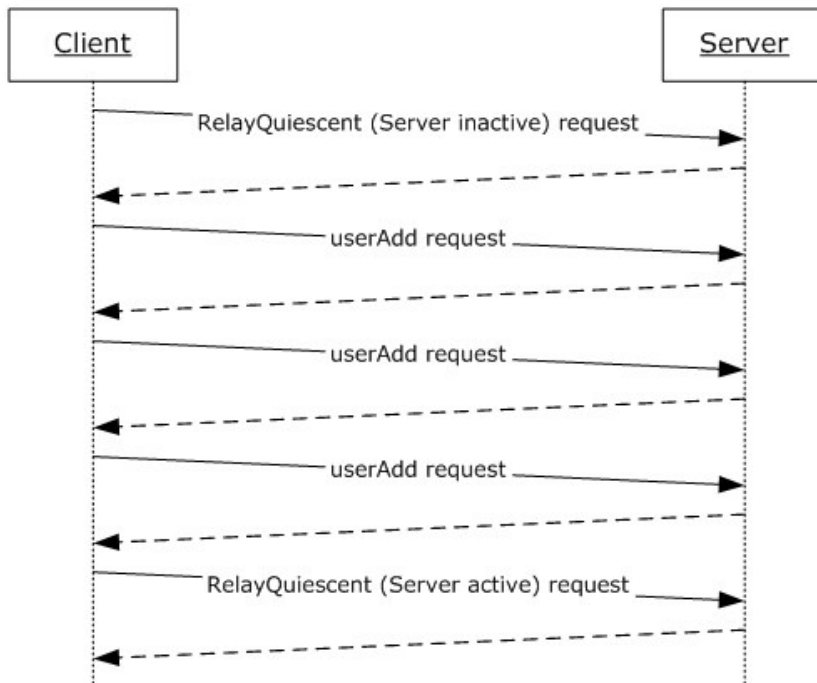 Client
Server
RelayQuiescent (Server inactive) request
userAdd request
userAdd request
userAdd request
RelayQuiescent (Server active) request